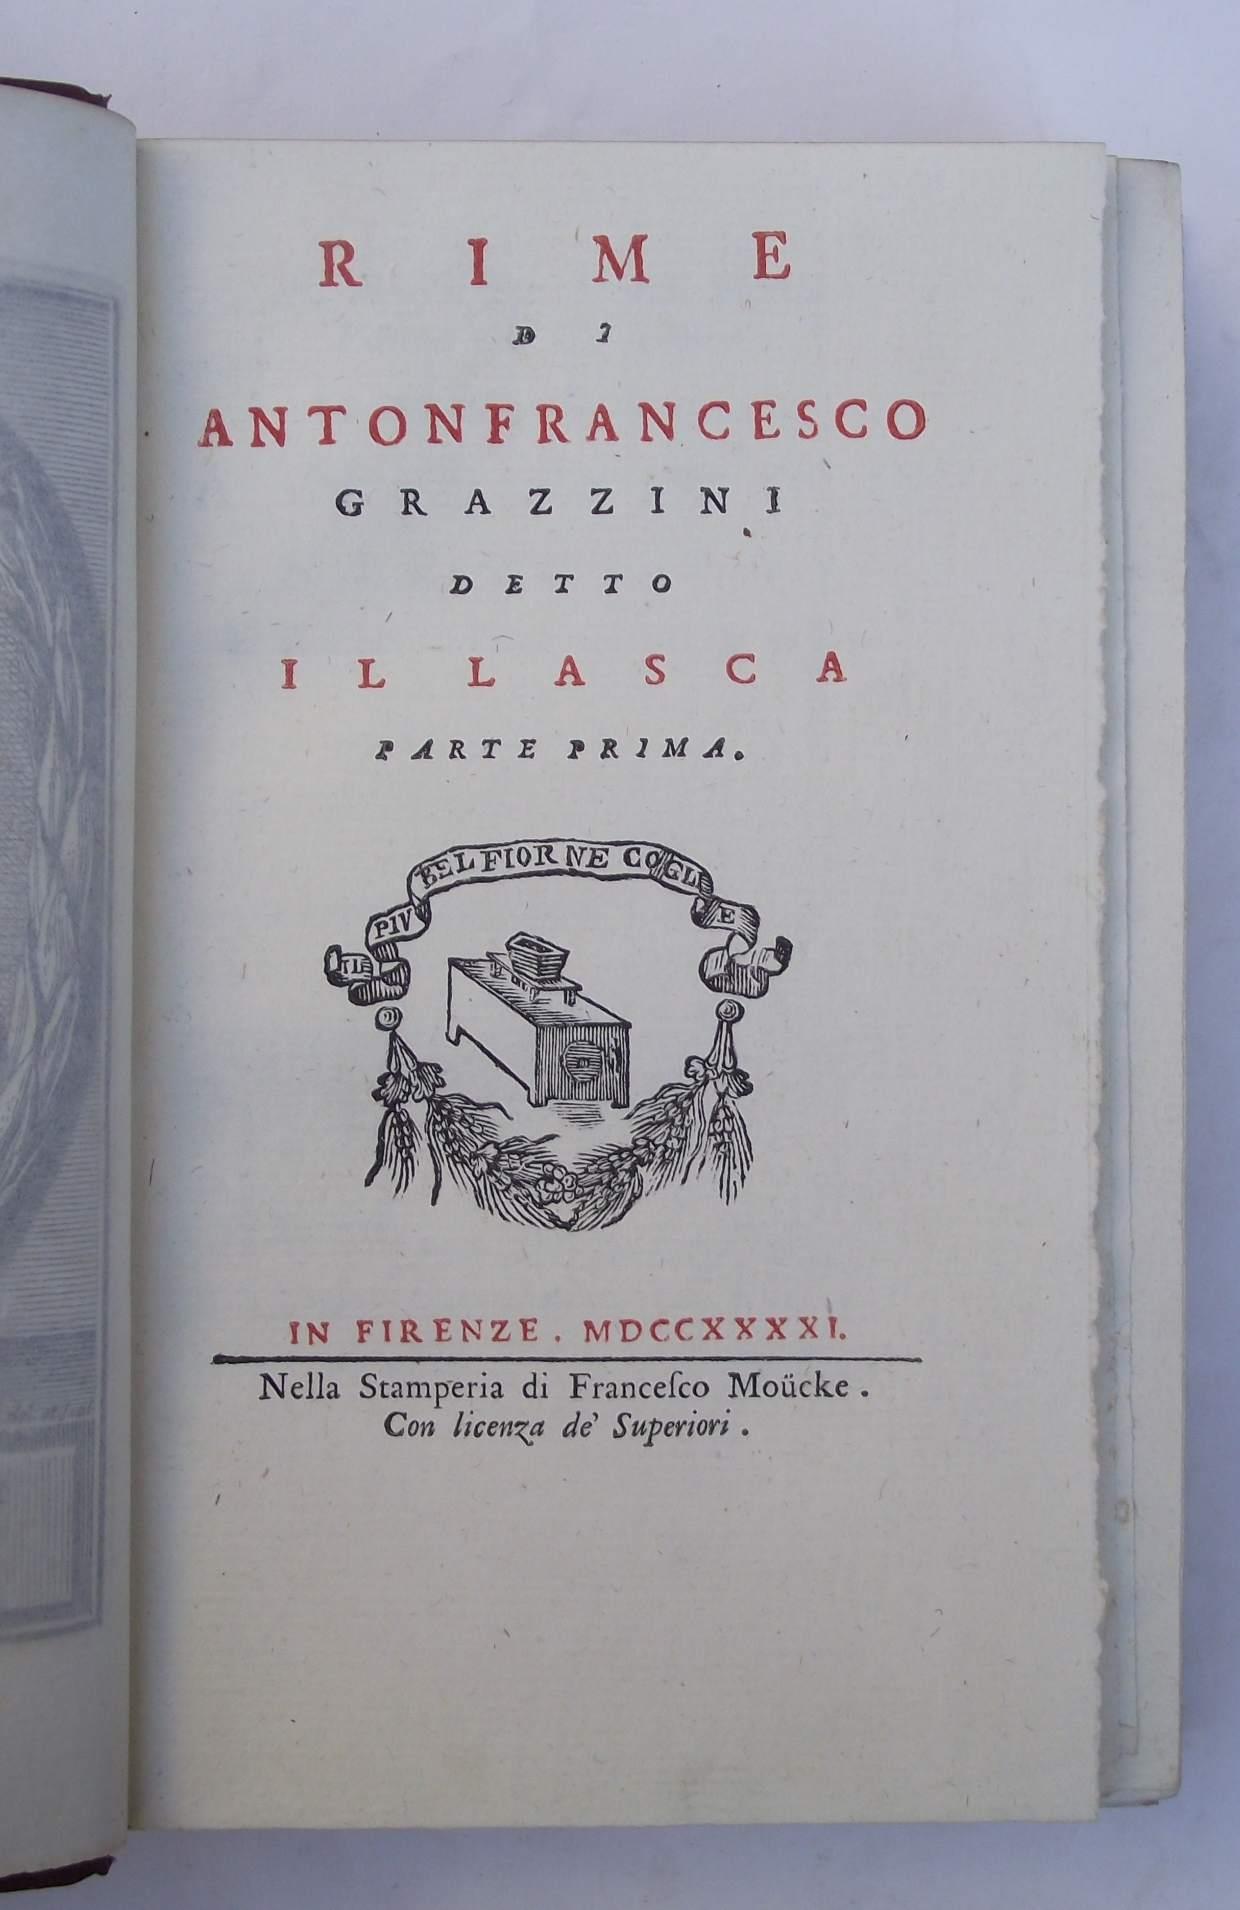 RIME
DI
ANTONFRANCESCO
GRAZZINI
DETTO
IL LASCA
PARTE PRIMA.
IL PIV BEL FIOR NE COGLIE
IN FIRENZE. MDCCXXXXI.
Nella Stamperia di Franceſco Moücke.
Con licenza de' Superiori.